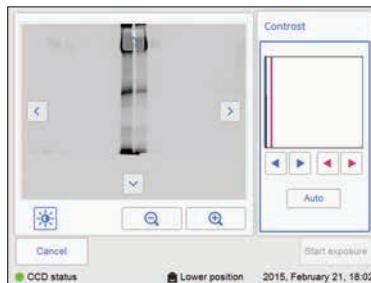 Contrast
Auto
Cancel
Start exposure
CCD status
Lower position
2015, February 21, 18:02